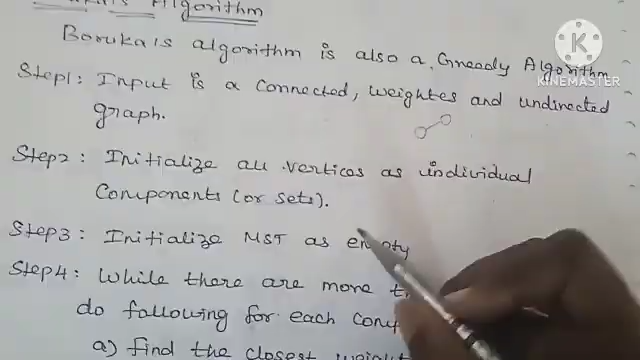 Algorithm
Boruka's algorithm is also a Greedy Algorithm
Step1: Input is a connected, weightes and undirected
graph.
Step2: Initialize all vertices as individual
Components (or sets).
Step3: Initialize MST as empty
Step4: While there are more
do following for each
a) find the closest
KINEMASTER